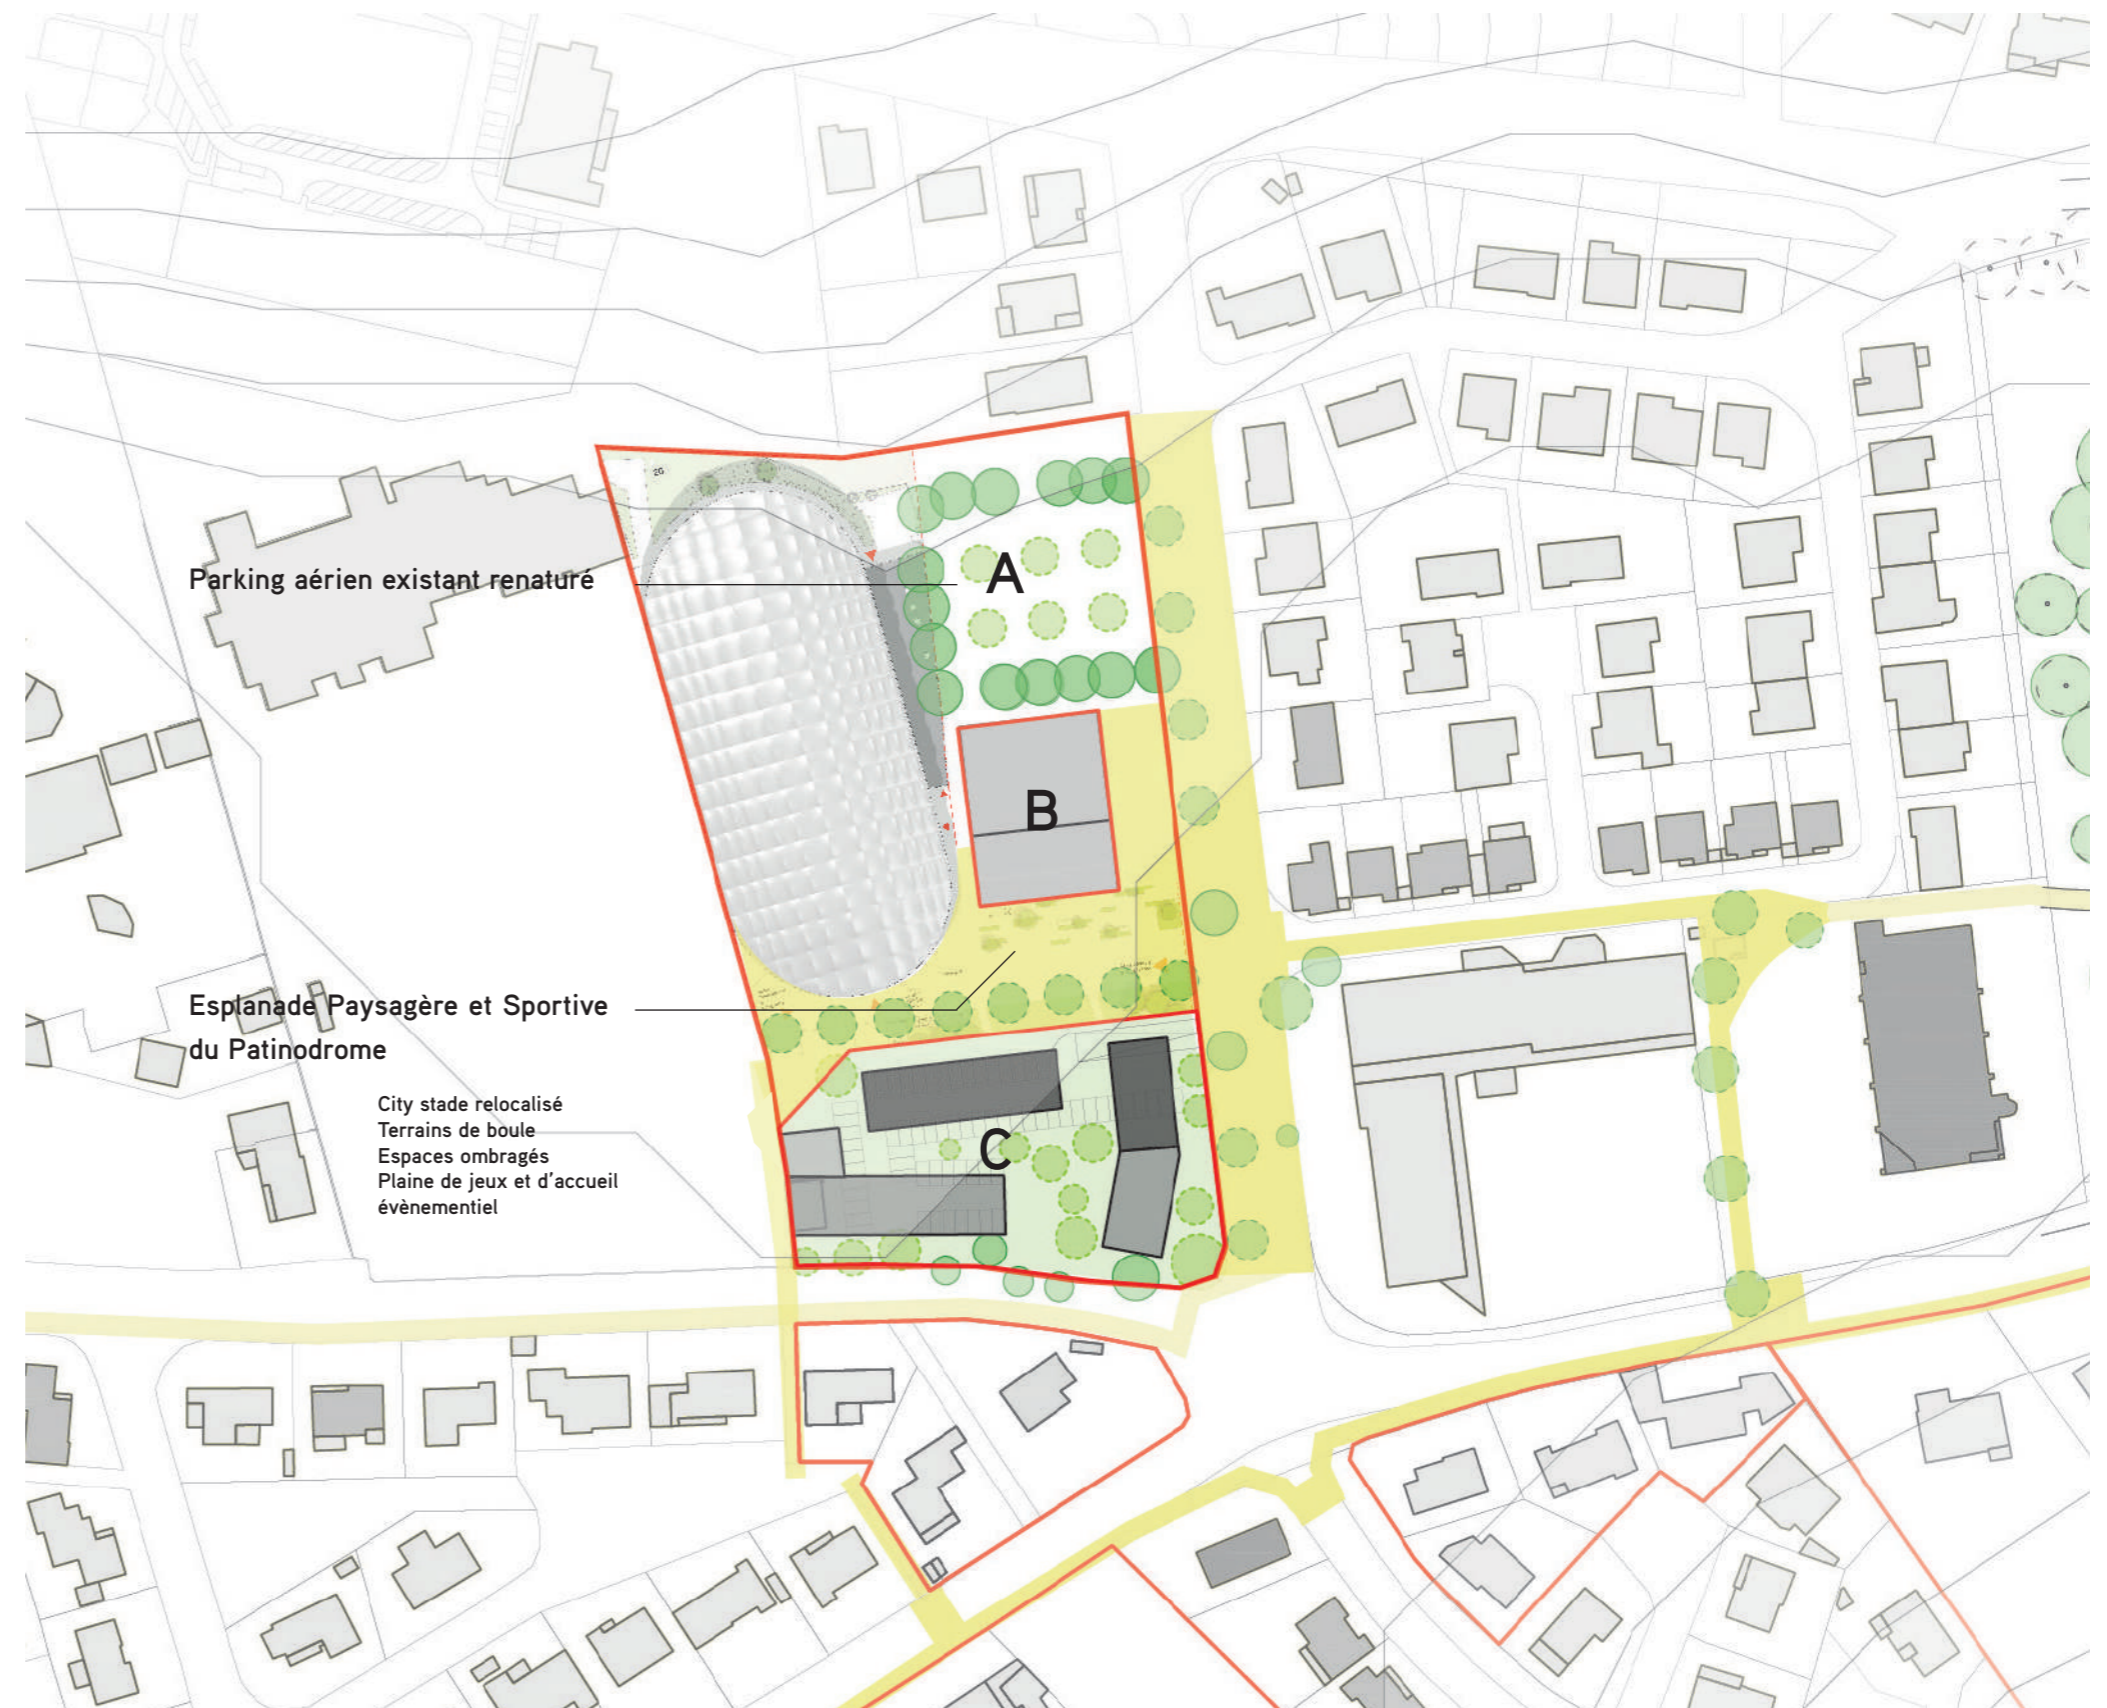 2G
A
Parking aérien existant renaturé
B
Esplanade Paysagère et Sportive
du Patinodrome
City stade relocalisé
Terrains de boule
Espaces ombragés
Plaine de jeux et d'accueil
évènementiel
C